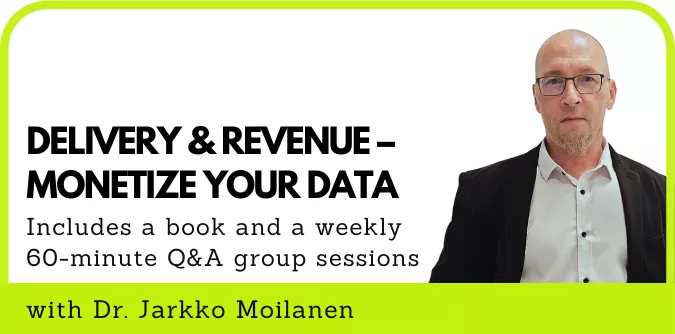 DELIVERY & REVENUE –
MONETIZE YOUR DATA
Includes a book and a weekly
60-minute Q&A group sessions
with Dr. Jarkko Moilanen